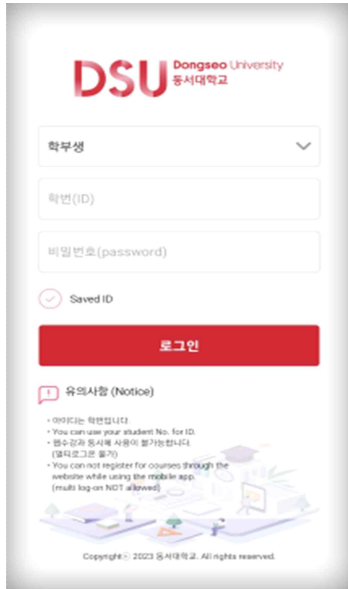 DSU Dongseo University
동서대학교
학부생
학번(ID)
비밀번호(password)
Saved ID
로그인
유의사항 (Notice)
• 아이디는 학번입니다.
• You can use your student No. for ID.
• 웹수강과 동시에 사용이 불가능합니다.
(멀티로그온 불가)
• You can not register for courses through the
website while using the mobile app.
(multi log-on NOT allowed)
Copyright© 2023 동서대학교. All rights reserved.